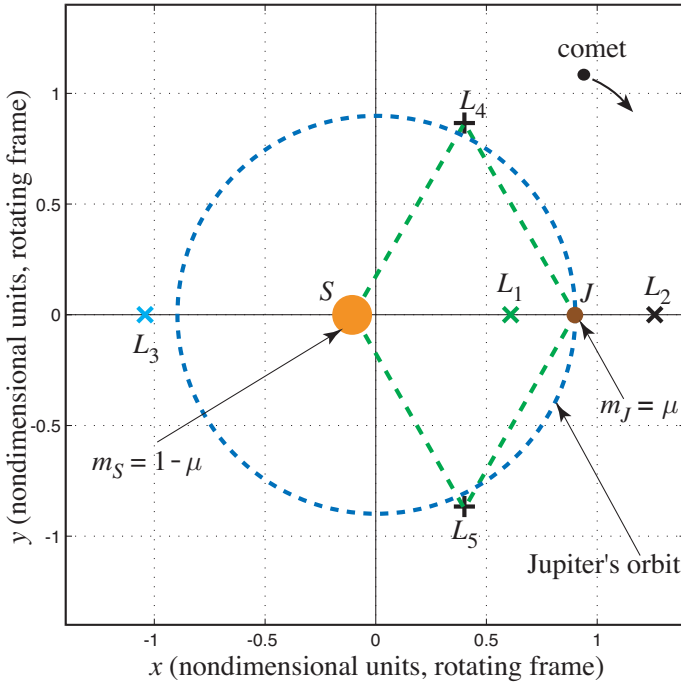 comet
1
L4
0.5
S
L1
J
L2
0
L3
mJ = μ
-0.5
mS = 1 - μ
L5
-1
Jupiter's orbit
-1
-0.5
0
0.5
1
x (nondimensional units, rotating frame)
y (nondimensional units, rotating frame)